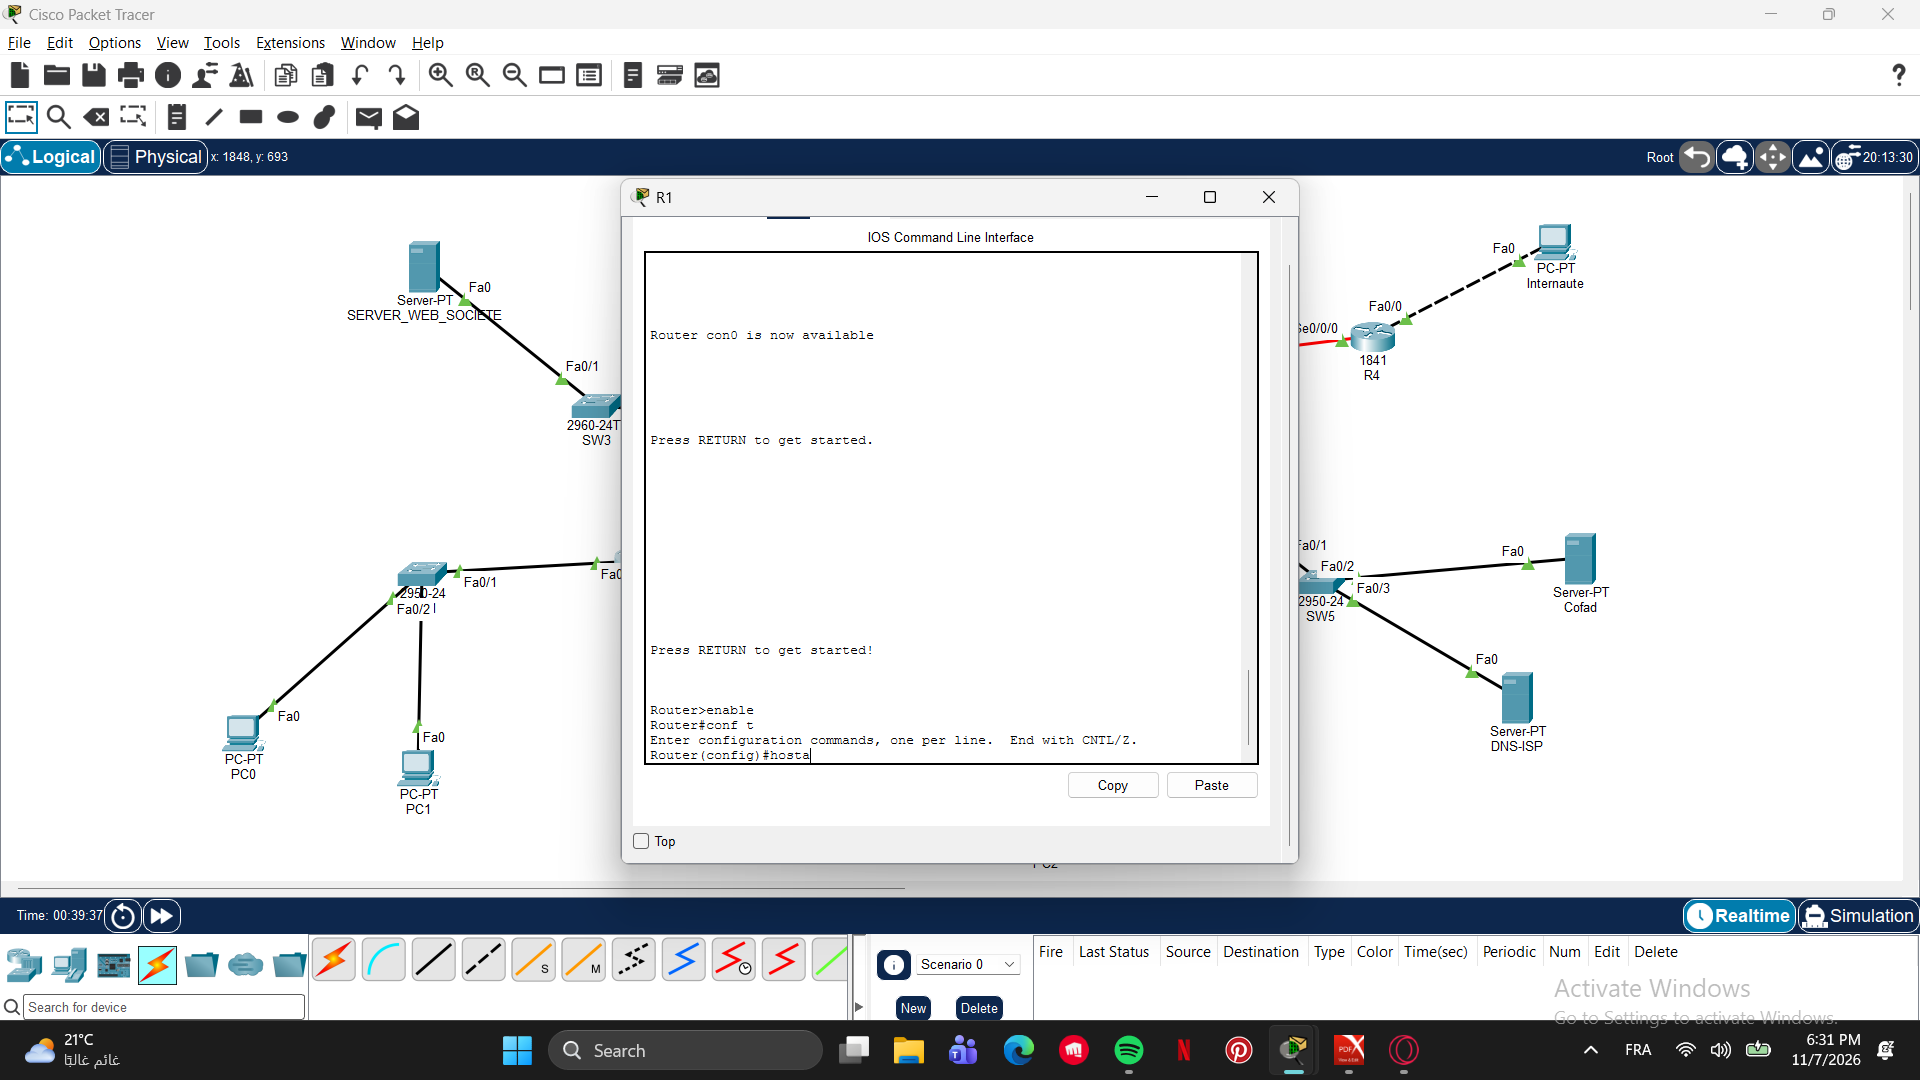 Cisco Packet Tracer
File Edit Options View Tools Extensions Window Help
Logical Physical x: 1848, y: 693
Root 20:13:30
R1
IOS Command Line Interface
Router con0 is now available
Press RETURN to get started.
Press RETURN to get started!
Router>enable
Router#conf t
Enter configuration commands, one per line.  End with CNTL/Z.
Router(config)#hosta
Copy Paste
Top
Fa0
Server-PT
SERVER_WEB_SOCIETE
Fa0/1
2960-24T
SW3
Fa0/1
2950-24
Fa0/2
Fa0
PC-PT
PC0
Fa0
PC-PT
PC1
Fa0
PC-PT
Internaute
Fa0/0
Se0/0/0
1841
R4
Fa0/1
Fa0/2
Fa0/3
2950-24
SW5
Fa0
Server-PT
Cofad
Fa0
Server-PT
DNS-ISP
PC2
Time: 00:39:37
Realtime Simulation
S M
Scenario 0
New Delete
Fire Last Status Source Destination Type Color Time(sec) Periodic Num Edit Delete
Search for device
Activate Windows
Go to Settings to activate Windows.
21°C
غائم غالبًا
Search
FRA
6:31 PM
11/7/2026